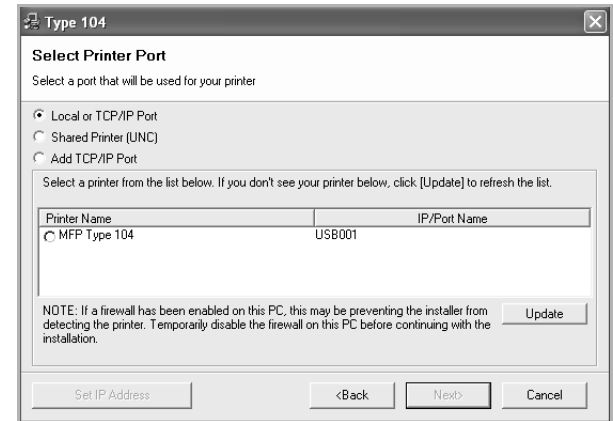 Type 104
Select Printer Port
Select a port that will be used for your printer
Local or TCP/IP Port
Shared Printer (UNC)
Add TCP/IP Port
Select a printer from the list below. If you don't see your printer below, click [Update] to refresh the list.
Printer Name IP/Port Name
MFP Type 104 USB001
NOTE: If a firewall has been enabled on this PC, this may be preventing the installer from
detecting the printer. Temporarily disable the firewall on this PC before continuing with the
installation.
Update
Set IP Address <Back Next> Cancel